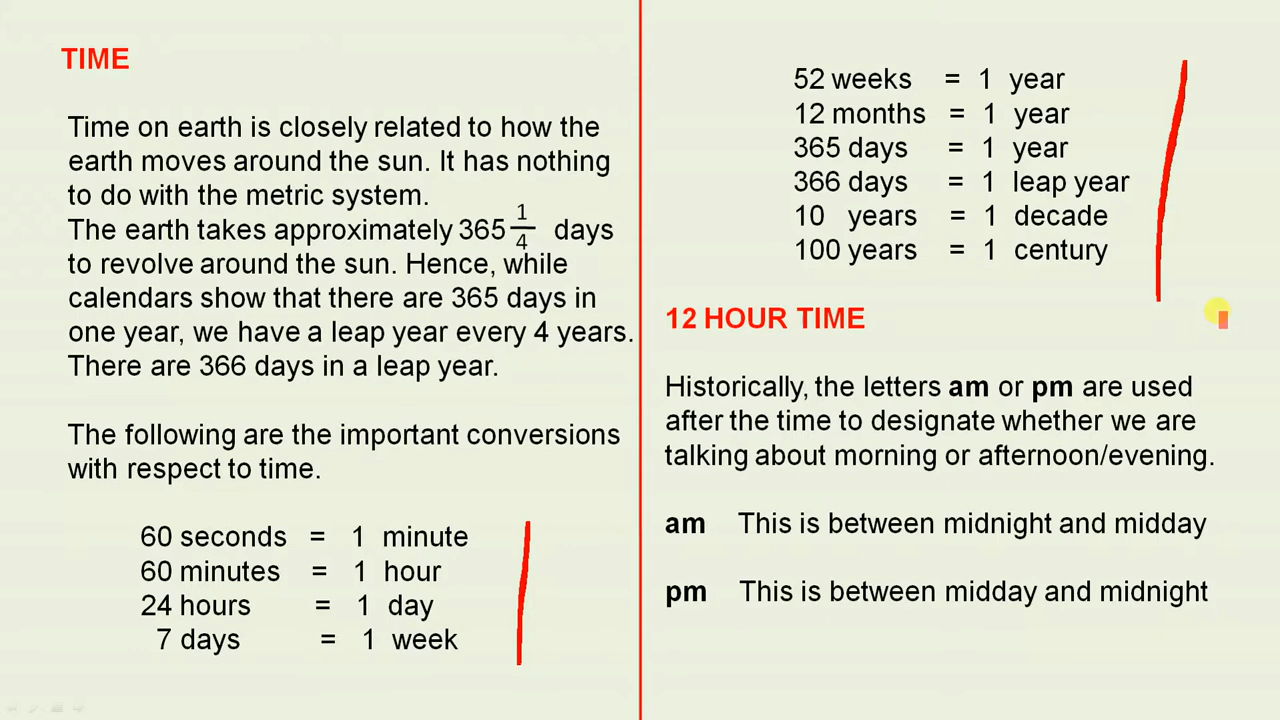 TIME
Time on earth is closely related to how the
earth moves around the sun. It has nothing
to do with the metric system.
The earth takes approximately 365 1/4 days
to revolve around the sun. Hence, while
calendars show that there are 365 days in
one year, we have a leap year every 4 years.
There are 366 days in a leap year.
The following are the important conversions
with respect to time.
60 seconds = 1 minute
60 minutes = 1 hour
24 hours = 1 day
7 days = 1 week
52 weeks = 1 year
12 months = 1 year
365 days = 1 year
366 days = 1 leap year
10 years = 1 decade
100 years = 1 century
12 HOUR TIME
Historically, the letters am or pm are used
after the time to designate whether we are
talking about morning or afternoon/evening.
am This is between midnight and midday
pm This is between midday and midnight